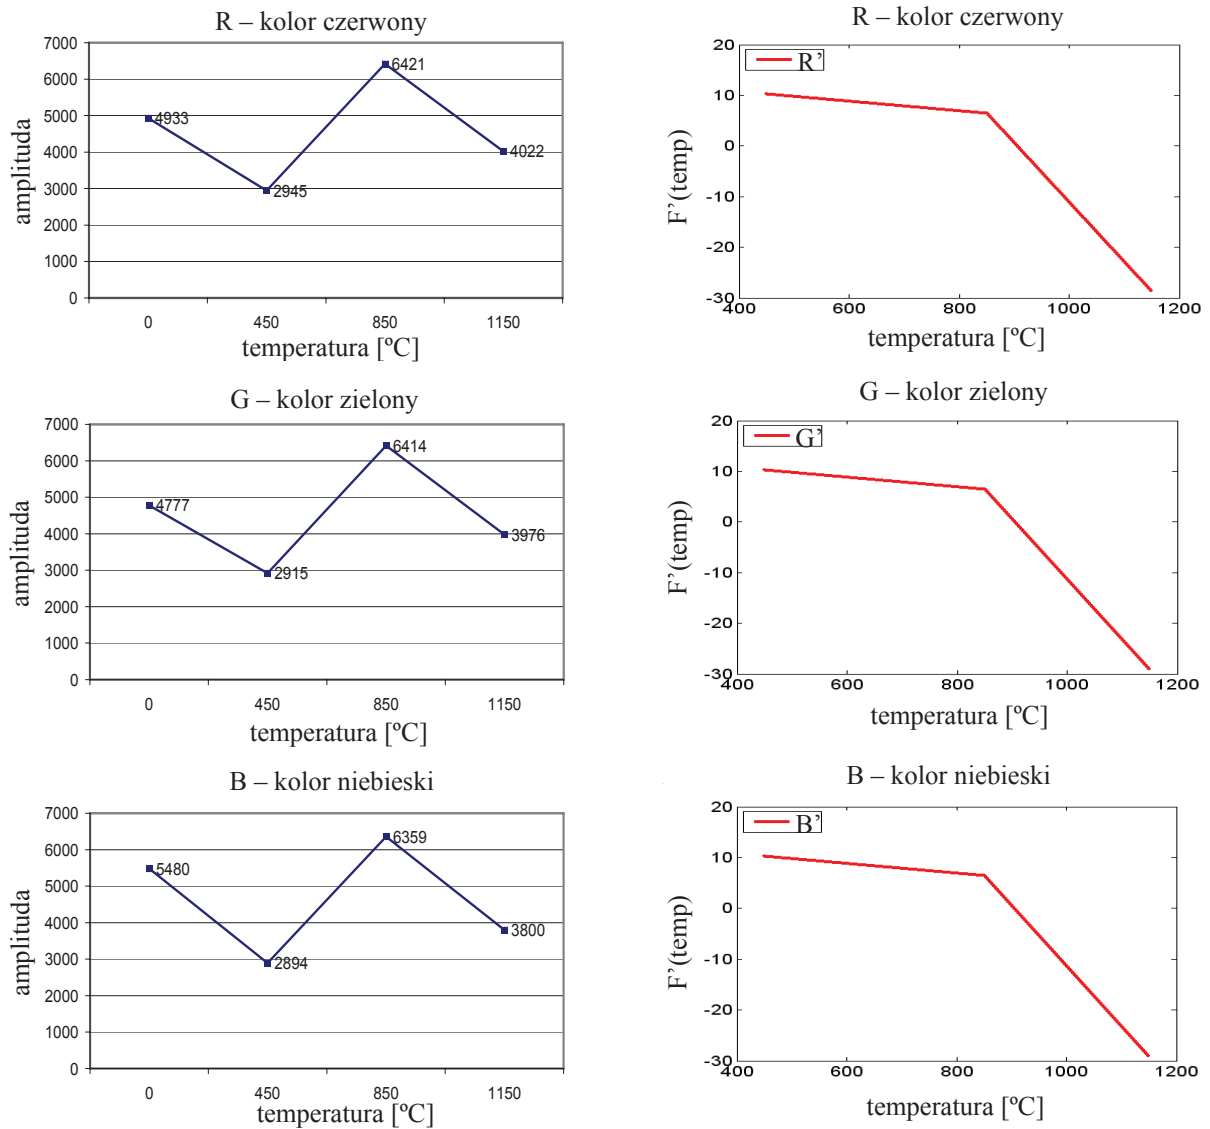 R – kolor czerwony
7000
6000
5000
4000
3000
2000
1000
0
amplituda
4933
2945
6421
4022
0 450 850 1150
temperatura [ºC]
R – kolor czerwony
20
10
0
-10
-20
-30
F’(temp)
R’
400 600 800 1000 1200
temperatura [ºC]
G – kolor zielony
7000
6000
5000
4000
3000
2000
1000
0
amplituda
4777
2915
6414
3976
0 450 850 1150
temperatura [ºC]
G – kolor zielony
20
10
0
-10
-20
-30
F’(temp)
G’
400 600 800 1000 1200
temperatura [ºC]
B – kolor niebieski
7000
6000
5000
4000
3000
2000
1000
0
amplituda
5480
2894
6359
3800
0 450 850 1150
temperatura [ºC]
B – kolor niebieski
20
10
0
-10
-20
-30
F’(temp)
B’
400 600 800 1000 1200
temperatura [ºC]